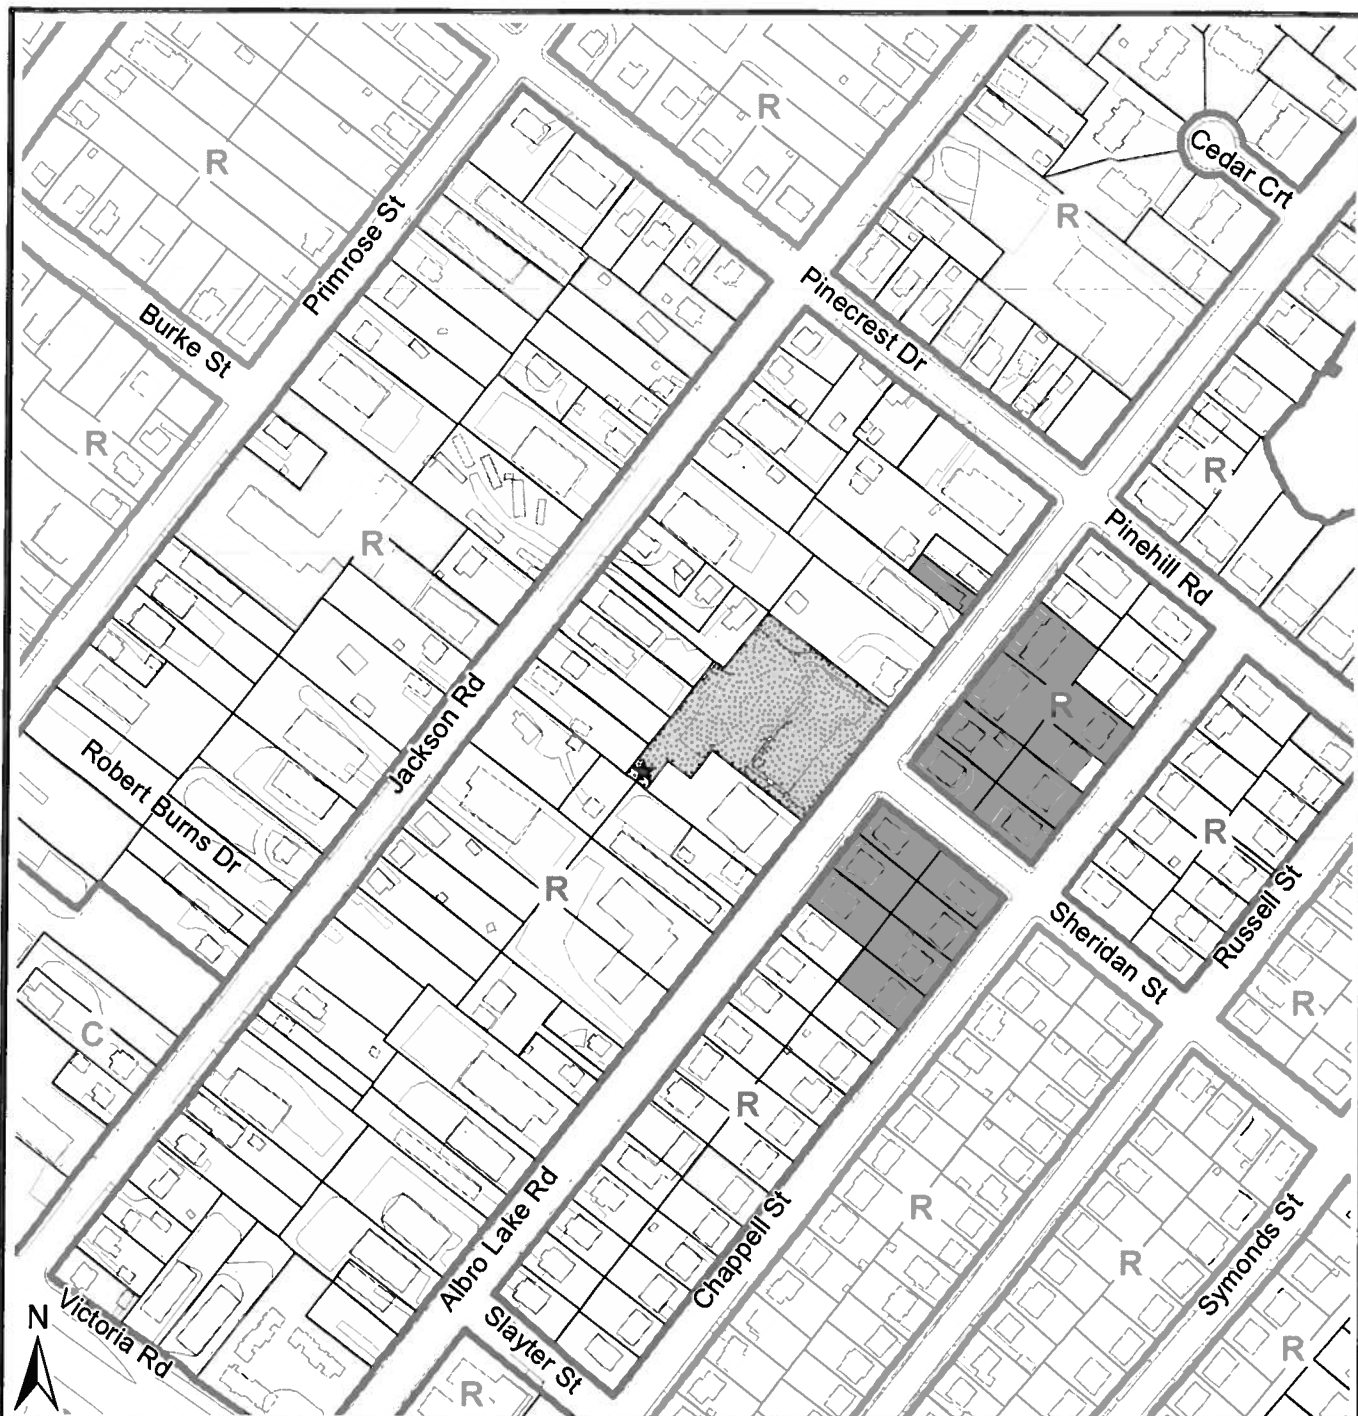 R
R
Cedar Crt
R
Primrose St
Pinecrest Dr
Burke St
R
R
R
Pinehill Rd
R
Jackson Rd
Robert Burns Dr
R
R
R
Sheridan St
Russell St
R
C
R
R
R
Albro Lake Rd
Chappell St
Symonds St
N
Victoria Rd
Slayter St
R
R